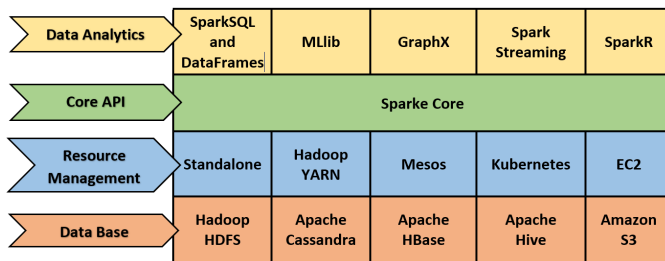 Data Analytics
SparkSQL
and
DataFrames
MLlib
GraphX
Spark
Streaming
SparkR
Core API
Sparke Core
Resource
Management
Standalone
Hadoop
YARN
Mesos
Kubernetes
EC2
Data Base
Hadoop
HDFS
Apache
Cassandra
Apache
HBase
Apache
Hive
Amazon
S3